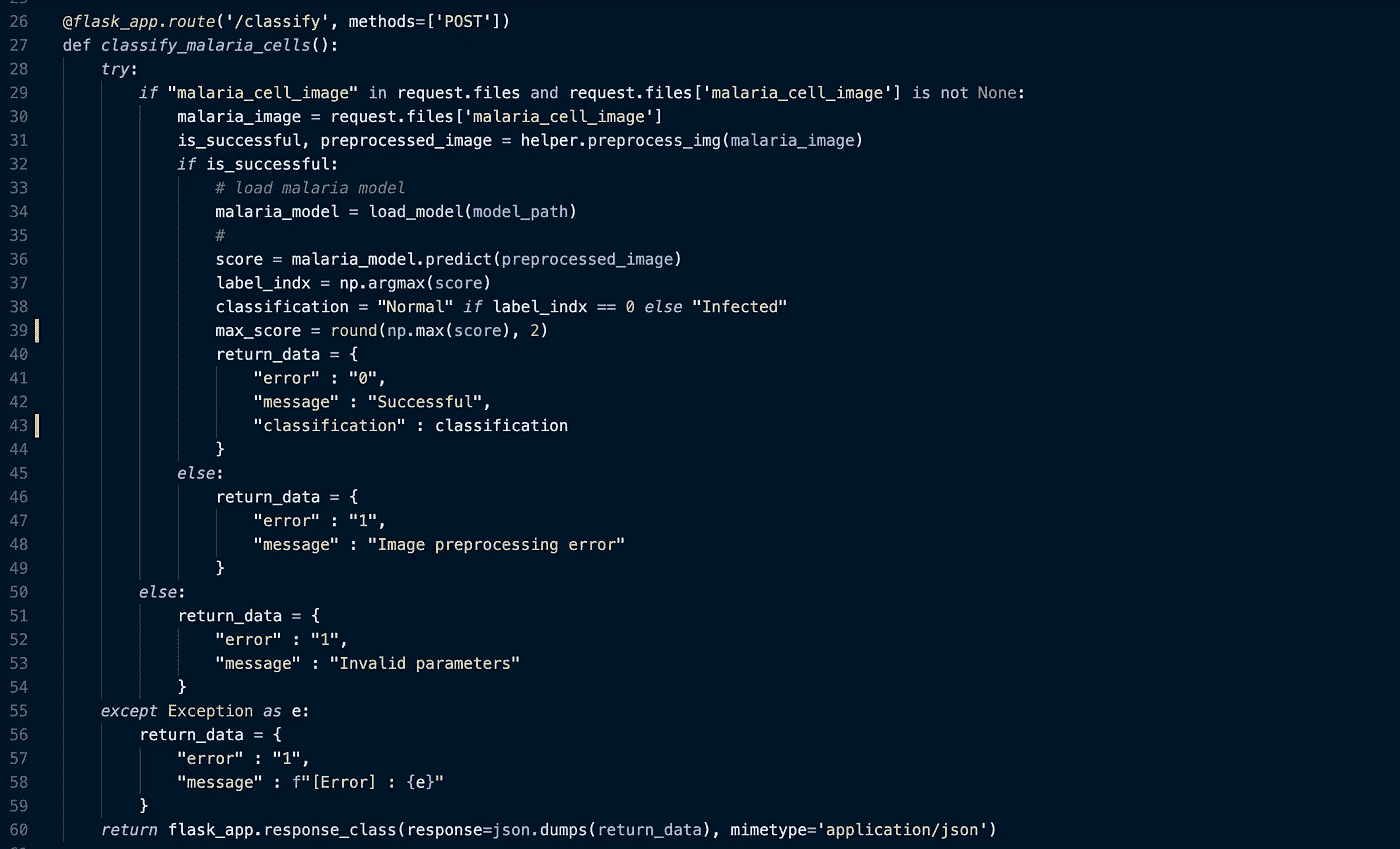 26 @flask_app.route('/classify', methods=['POST'])
27 def classify_malaria_cells():
28     try:
29         if "malaria_cell_image" in request.files and request.files['malaria_cell_image'] is not None:
30             malaria_image = request.files['malaria_cell_image']
31             is_successful, preprocessed_image = helper.preprocess_img(malaria_image)
32             if is_successful:
33                 # load malaria model
34                 malaria_model = load_model(model_path)
35                 #
36                 score = malaria_model.predict(preprocessed_image)
37                 label_indx = np.argmax(score)
38                 classification = "Normal" if label_indx == 0 else "Infected"
39                 max_score = round(np.max(score), 2)
40                 return_data = {
41                     "error" : "0",
42                     "message" : "Successful",
43                     "classification" : classification
44                 }
45             else:
46                 return_data = {
47                     "error" : "1",
48                     "message" : "Image preprocessing error"
49                 }
50         else:
51             return_data = {
52                 "error" : "1",
53                 "message" : "Invalid parameters"
54             }
55     except Exception as e:
56         return_data = {
57             "error" : "1",
58             "message" : f"[Error] : {e}"
59         }
60     return flask_app.response_class(response=json.dumps(return_data), mimetype='application/json')